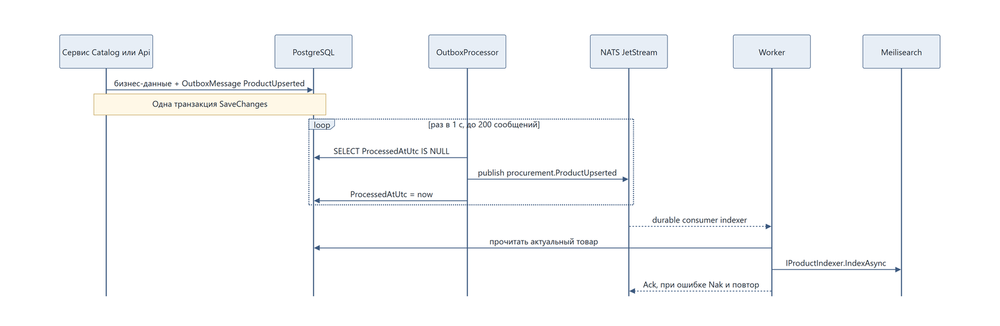 Сервис Catalog или Api
PostgreSQL
OutboxProcessor
NATS JetStream
Worker
Meilisearch
бизнес-данные + OutboxMessage ProductUpserted
Одна транзакция SaveChanges
loop
[раз в 1 с, до 200 сообщений]
SELECT ProcessedAtUtc IS NULL
publish procurement.ProductUpserted
ProcessedAtUtc = now
durable consumer indexer
прочитать актуальный товар
IProductIndexer.IndexAsync
Ack, при ошибке Nak и повтор